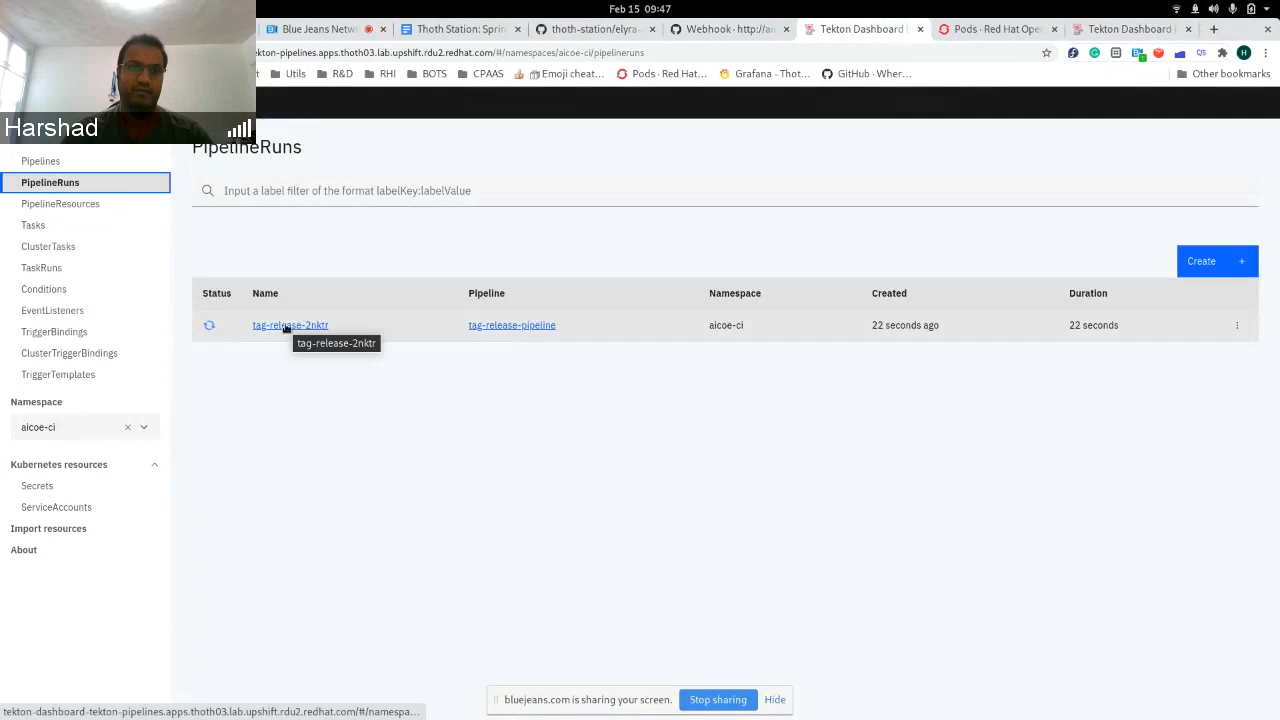 Feb 15 09:47
Blue Jeans Netw
Thoth Station: Sprin
thoth-station/elyra-
Webhook - http://ai
Tekton Dashboard
Pods · Red Hat Ope
Tekton Dashboard
ekton-pipelines.apps.thoth03.lab.upshift.rdu2.redhat.com/#/namespaces/aicoe-ci/pipelineruns
Utils
R&D
RHI
BOTS
CPAAS
Emoji cheat…
Pods · Red Hat…
Grafana - Thot…
GitHub · Wher…
Other bookmarks
Harshad
PipelineRuns
Pipelines
PipelineRuns
PipelineResources
Tasks
ClusterTasks
TaskRuns
Conditions
EventListeners
TriggerBindings
ClusterTriggerBindings
TriggerTemplates
Namespace
aicoe-ci
Kubernetes resources
Secrets
ServiceAccounts
Import resources
About
Input a label filter of the format labelKey:labelValue
Create +
Status Name Pipeline Namespace Created Duration
tag-release-2nktr tag-release-pipeline aicoe-ci 22 seconds ago 22 seconds
tag-release-2nktr
bluejeans.com is sharing your screen. Stop sharing Hide
tekton-dashboard-tekton-pipelines.apps.thoth03.lab.upshift.rdu2.redhat.com/#/namespa…